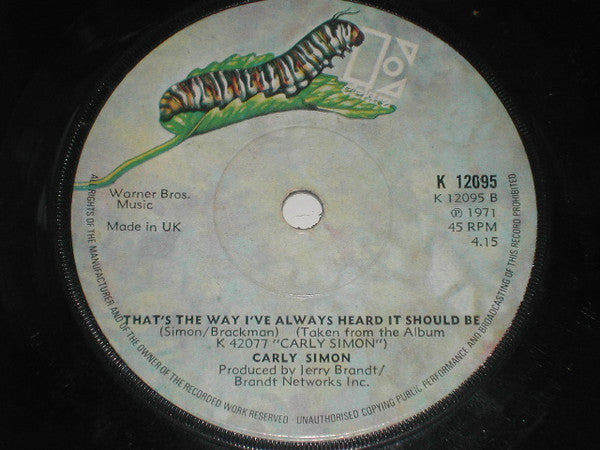 elektra
K 12095
Warner Bros.
Music
K 12095 B
Ⓟ 1971
Made in UK
45 RPM
4.15
THAT'S THE WAY I'VE ALWAYS HEARD IT SHOULD BE
(Simon/Brackman) (Taken from the Album
K 42077 "CARLY SIMON")
CARLY SIMON
Produced by Jerry Brandt/
Brandt Networks Inc.
ALL RIGHTS OF THE MANUFACTURER AND OF THE OWNER OF THE RECORDED WORK RESERVED - UNAUTHORISED COPYING PUBLIC PERFORMANCE AND BROADCASTING OF THIS RECORD PROHIBITED